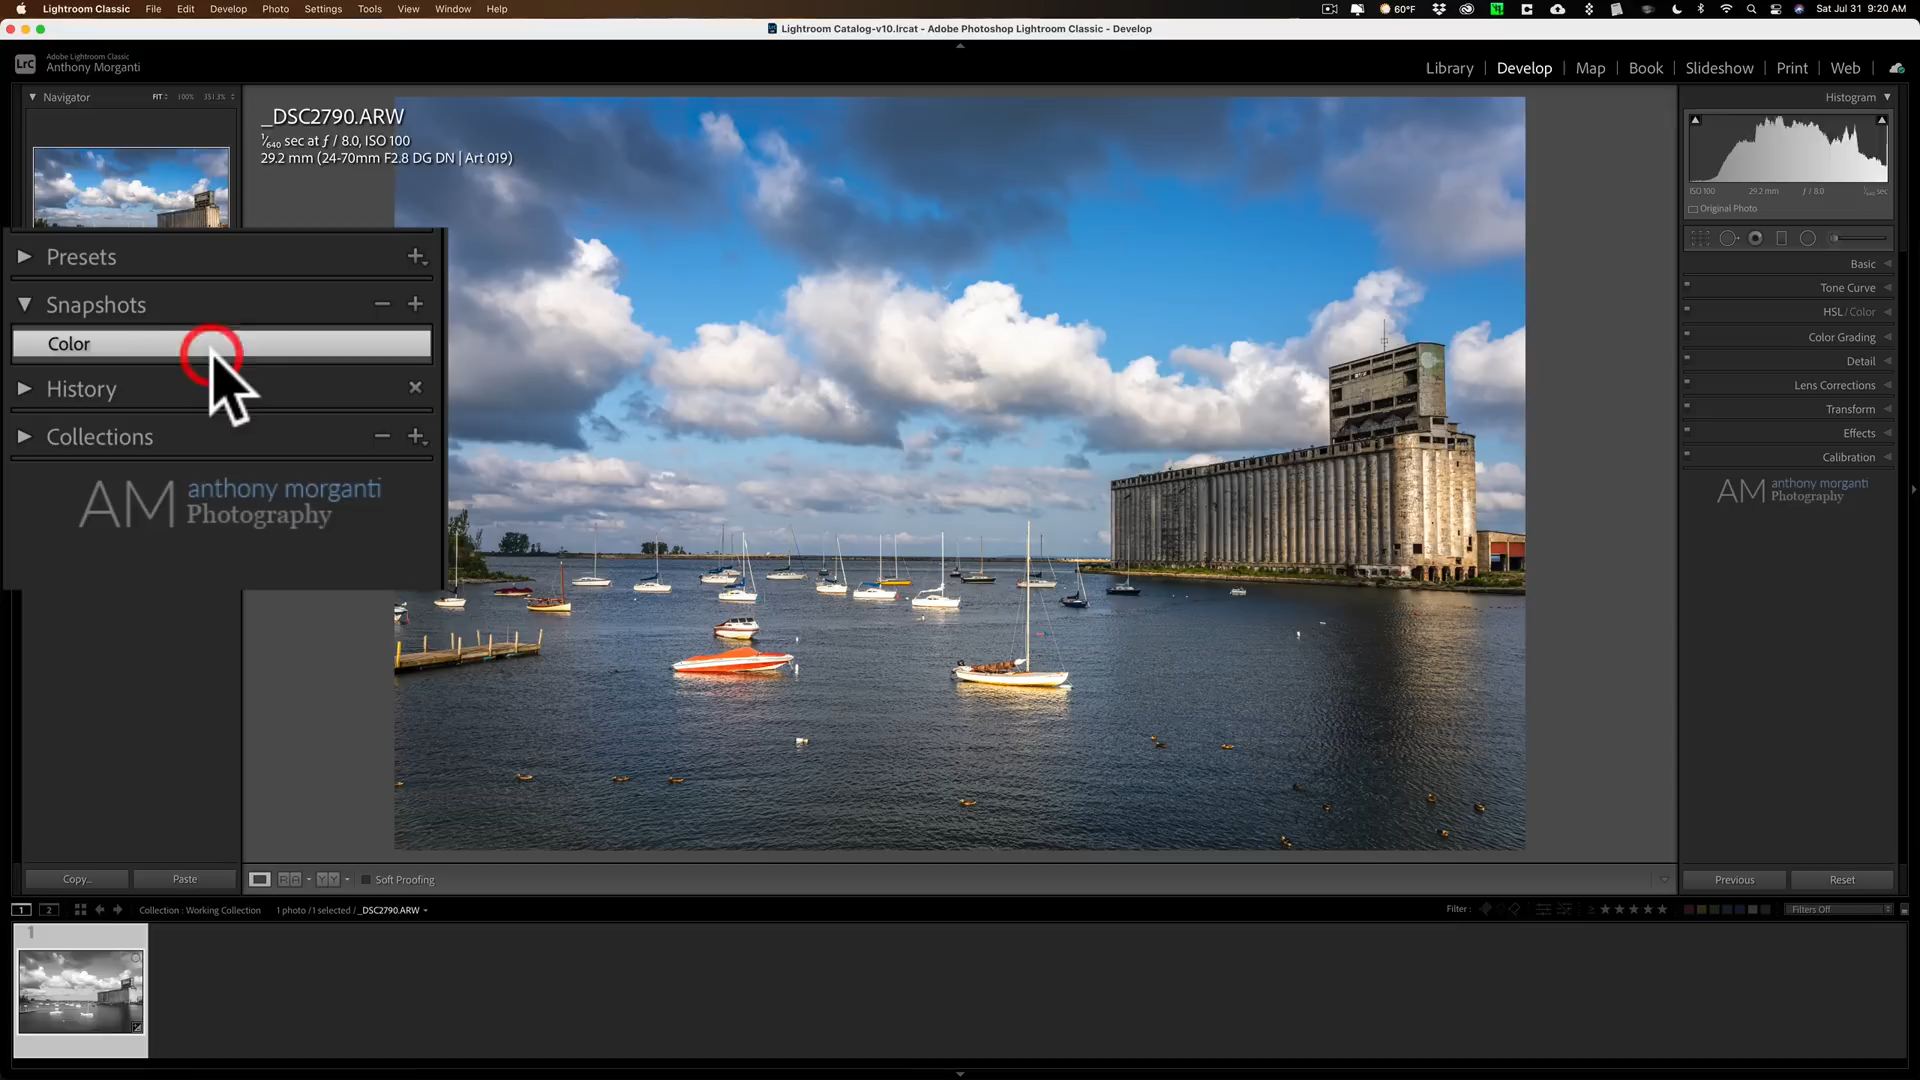 Lightroom Classic File Edit Develop Photo Settings Tools View Window Help
60°F Sat Jul 31 9:20 AM
Lightroom Catalog-v10.lrcat - Adobe Photoshop Lightroom Classic - Develop
LrC
Adobe Lightroom Classic
Anthony Morganti
Library | Develop | Map | Book | Slideshow | Print | Web
Navigator FIT 100% 351.3%
_DSC2790.ARW
1/640 sec at ƒ / 8.0, ISO 100
29.2 mm (24-70mm F2.8 DG DN | Art 019)
Histogram
ISO 100 29.2 mm ƒ / 8.0 1/640 sec
Original Photo
Presets
Snapshots
Color
History
Collections
AM anthony morganti
Photography
Basic
Tone Curve
HSL / Color
Color Grading
Detail
Lens Corrections
Transform
Effects
Calibration
AM anthony morganti
Photography
Copy... Paste
Soft Proofing
Previous Reset
1 2 Collection : Working Collection 1 photo / 1 selected / _DSC2790.ARW
Filter : Filters Off
1